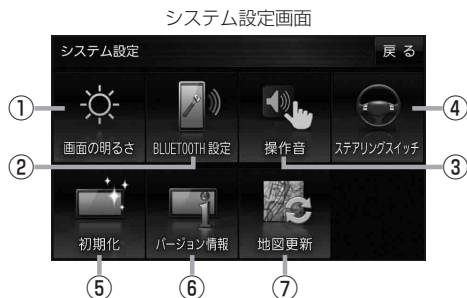 システム設定画面
システム設定 戻る
① ④
画面の明るさ BLUETOOTH 設定 操作音 ステアリングスイッチ
② ③
初期化 バージョン情報 地図更新
⑤ ⑥ ⑦